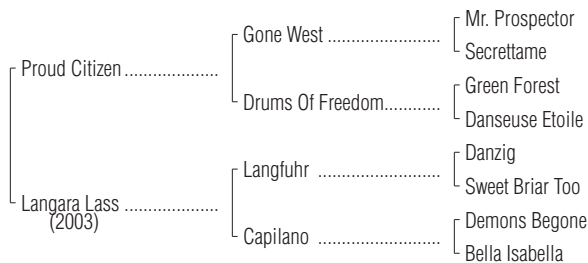 Mr. Prospector
Gone West ........................
Secrettame
Proud Citizen ....................
Green Forest
Drums Of Freedom............
Danseuse Etoile
Danzig
Langfuhr ..........................
Sweet Briar Too
Langara Lass ....................
(2003)
Demons Begone
Capilano ..........................
Bella Isabella